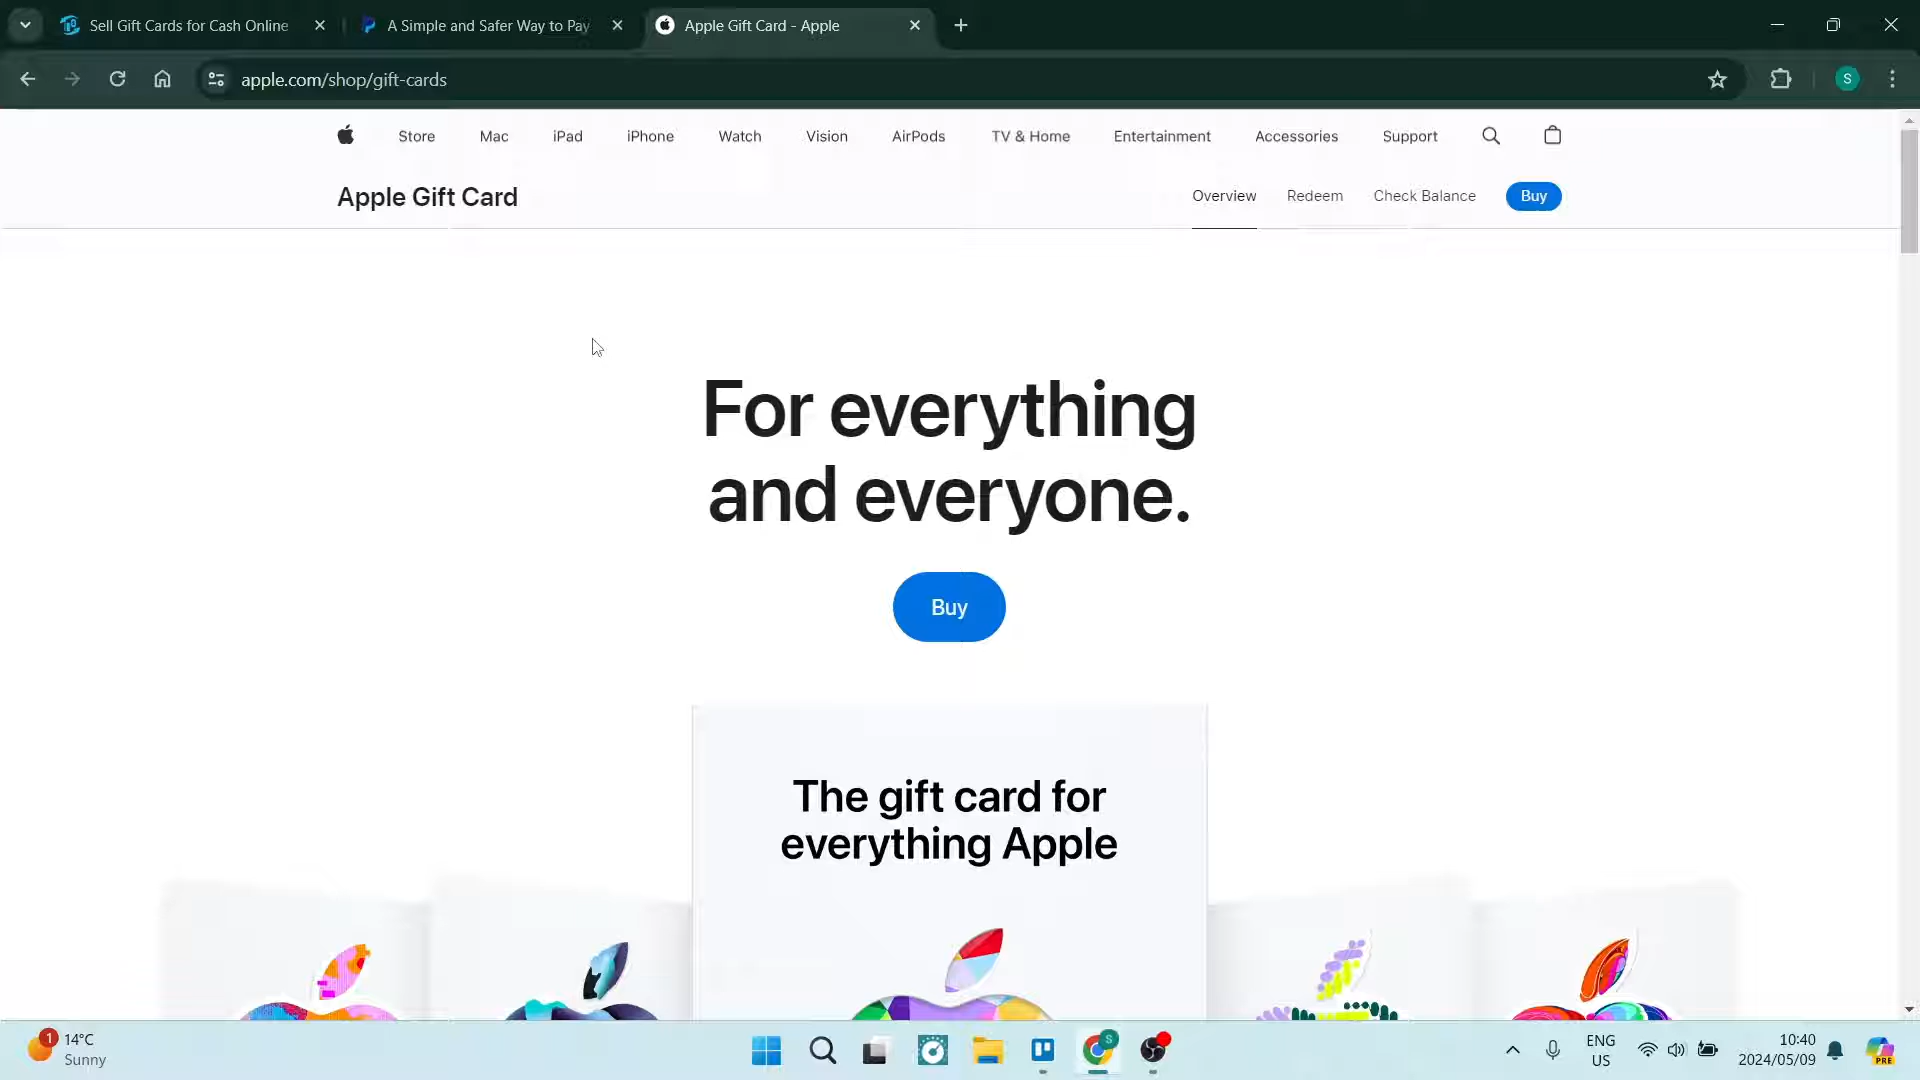 Sell Gift Cards for Cash Online
A Simple and Safer Way to Pay
Apple Gift Card - Apple
apple.com/shop/gift-cards
S
Store Mac iPad iPhone Watch Vision AirPods TV & Home Entertainment Accessories Support
Apple Gift Card
Overview Redeem Check Balance Buy
For everything
and everyone.
Buy
The gift card for
everything Apple
1
14°C
Sunny
S
ENG
US
10:40
2024/05/09
PRE